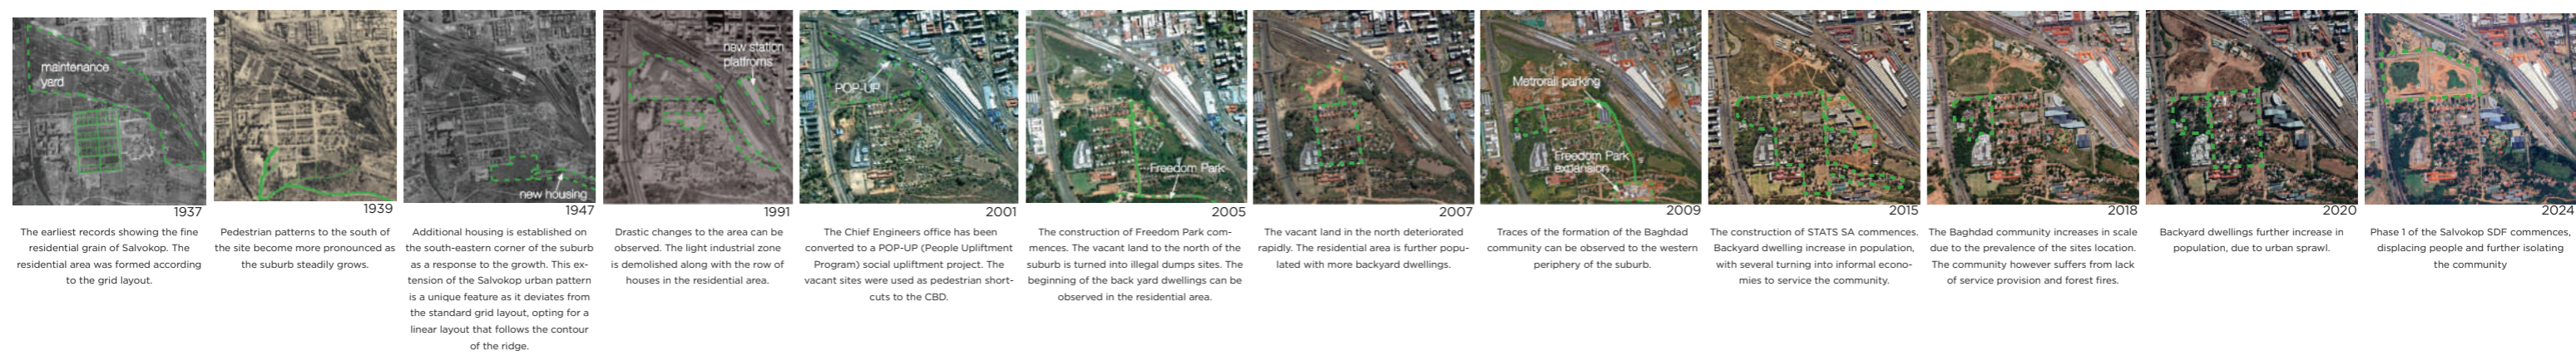 maintenance
yard
1937
The earliest records showing the fine
residential grain of Salvokop. The
residential area was formed according
to the grid layout.
1939
Pedestrian patterns to the south of
the site become more pronounced as
the suburb steadily grows.
new housing
1947
Additional housing is established on
the south-eastern corner of the suburb
as a response to the growth. This ex-
tension of the Salvokop urban pattern
is a unique feature as it deviates from
the standard grid layout, opting for a
linear layout that follows the contour
of the ridge.
new station
platfroms
1991
Drastic changes to the area can be
observed. The light industrial zone
is demolished along with the row of
houses in the residential area.
POP-UP
2001
The Chief Engineers office has been
converted to a POP-UP (People Upliftment
Program) social upliftment project. The
vacant sites were used as pedestrian short-
cuts to the CBD.
Freedom Park
2005
The construction of Freedom Park com-
mences. The vacant land to the north of the
suburb is turned into illegal dumps sites. The
beginning of the back yard dwellings can be
observed in the residential area.
2007
The vacant land in the north deteriorated
rapidly. The residential area is further popu-
lated with more backyard dwellings.
Metrorail parking
Freedom Park
expansion
2009
Traces of the formation of the Baghdad
community can be observed to the western
periphery of the suburb.
2015
The construction of STATS SA commences.
Backyard dwelling increase in population,
with several turning into informal econo-
mies to service the community.
2018
The Baghdad community increases in scale
due to the prevalence of the sites location.
The community however suffers from lack
of service provision and forest fires.
2020
Backyard dwellings further increase in
population, due to urban sprawl.
2024
Phase 1 of the Salvokop SDF commences,
displacing people and further isolating
the community